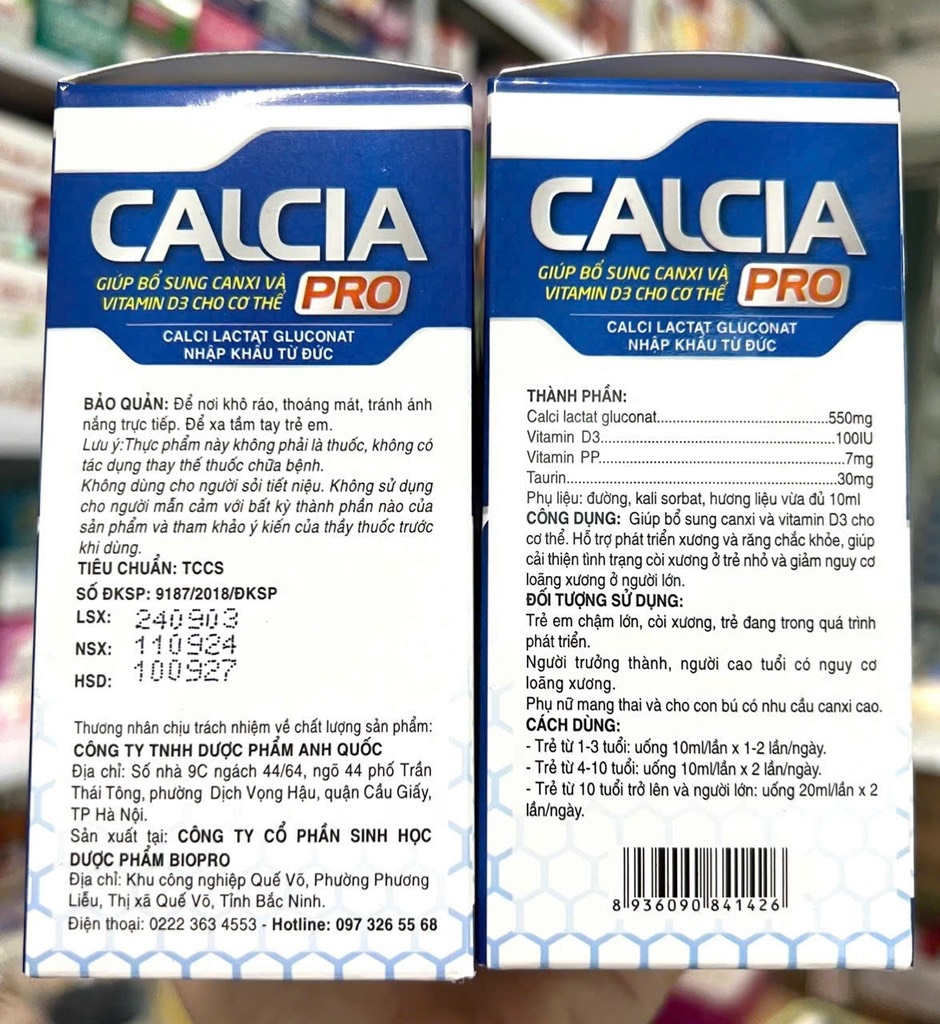 CALCIA
GIÚP BỔ SUNG CANXI VÀ
VITAMIN D3 CHO CƠ THỂ
PRO
CALCI LACTAT GLUCONAT
NHẬP KHẨU TỪ ĐỨC
BẢO QUẢN: Để nơi khô ráo, thoáng mát, tránh ánh
nắng trực tiếp. Để xa tầm tay trẻ em.
Lưu ý:Thực phẩm này không phải là thuốc, không có
tác dụng thay thế thuốc chữa bệnh.
Không dùng cho người sỏi tiết niệu. Không sử dụng
cho người mẫn cảm với bất kỳ thành phần nào của
sản phẩm và tham khảo ý kiến của thầy thuốc trước
khi dùng.
TIÊU CHUẨN: TCCS
SỐ ĐKSP: 9187/2018/ĐKSP
LSX: 240903
NSX: 110924
HSD: 100927
Thương nhân chịu trách nhiệm về chất lượng sản phẩm:
CÔNG TY TNHH DƯỢC PHẨM ANH QUỐC
Địa chỉ: Số nhà 9C ngách 44/64, ngõ 44 phố Trần
Thái Tông, phường Dịch Vọng Hậu, quận Cầu Giấy,
TP Hà Nội.
Sản xuất tại: CÔNG TY CỔ PHẦN SINH HỌC
DƯỢC PHẨM BIOPRO
Địa chỉ: Khu công nghiệp Quế Võ, Phường Phương
Liễu, Thị xã Quế Võ, Tỉnh Bắc Ninh.
Điện thoại: 0222 363 4553 - Hotline: 097 326 55 68
CALCIA
GIÚP BỔ SUNG CANXI VÀ
VITAMIN D3 CHO CƠ THỂ
PRO
CALCI LACTAT GLUCONAT
NHẬP KHẨU TỪ ĐỨC
THÀNH PHẦN:
Calci lactat gluconat....................................550mg
Vitamin D3..................................................100IU
Vitamin PP....................................................7mg
Taurin..........................................................30mg
Phụ liệu: đường, kali sorbat, hương liệu vừa đủ 10ml
CÔNG DỤNG: Giúp bổ sung canxi và vitamin D3 cho
cơ thể. Hỗ trợ phát triển xương và răng chắc khỏe, giúp
cải thiện tình trạng còi xương ở trẻ nhỏ và giảm nguy cơ
loãng xương ở người lớn.
ĐỐI TƯỢNG SỬ DỤNG:
Trẻ em chậm lớn, còi xương, trẻ đang trong quá trình
phát triển.
Người trưởng thành, người cao tuổi có nguy cơ
loãng xương.
Phụ nữ mang thai và cho con bú có nhu cầu canxi cao.
CÁCH DÙNG:
- Trẻ từ 1-3 tuổi: uống 10ml/lần x 1-2 lần/ngày.
- Trẻ từ 4-10 tuổi: uống 10ml/lần x 2 lần/ngày.
- Trẻ từ 10 tuổi trở lên và người lớn: uống 20ml/lần x 2
lần/ngày.
8 936090 841426